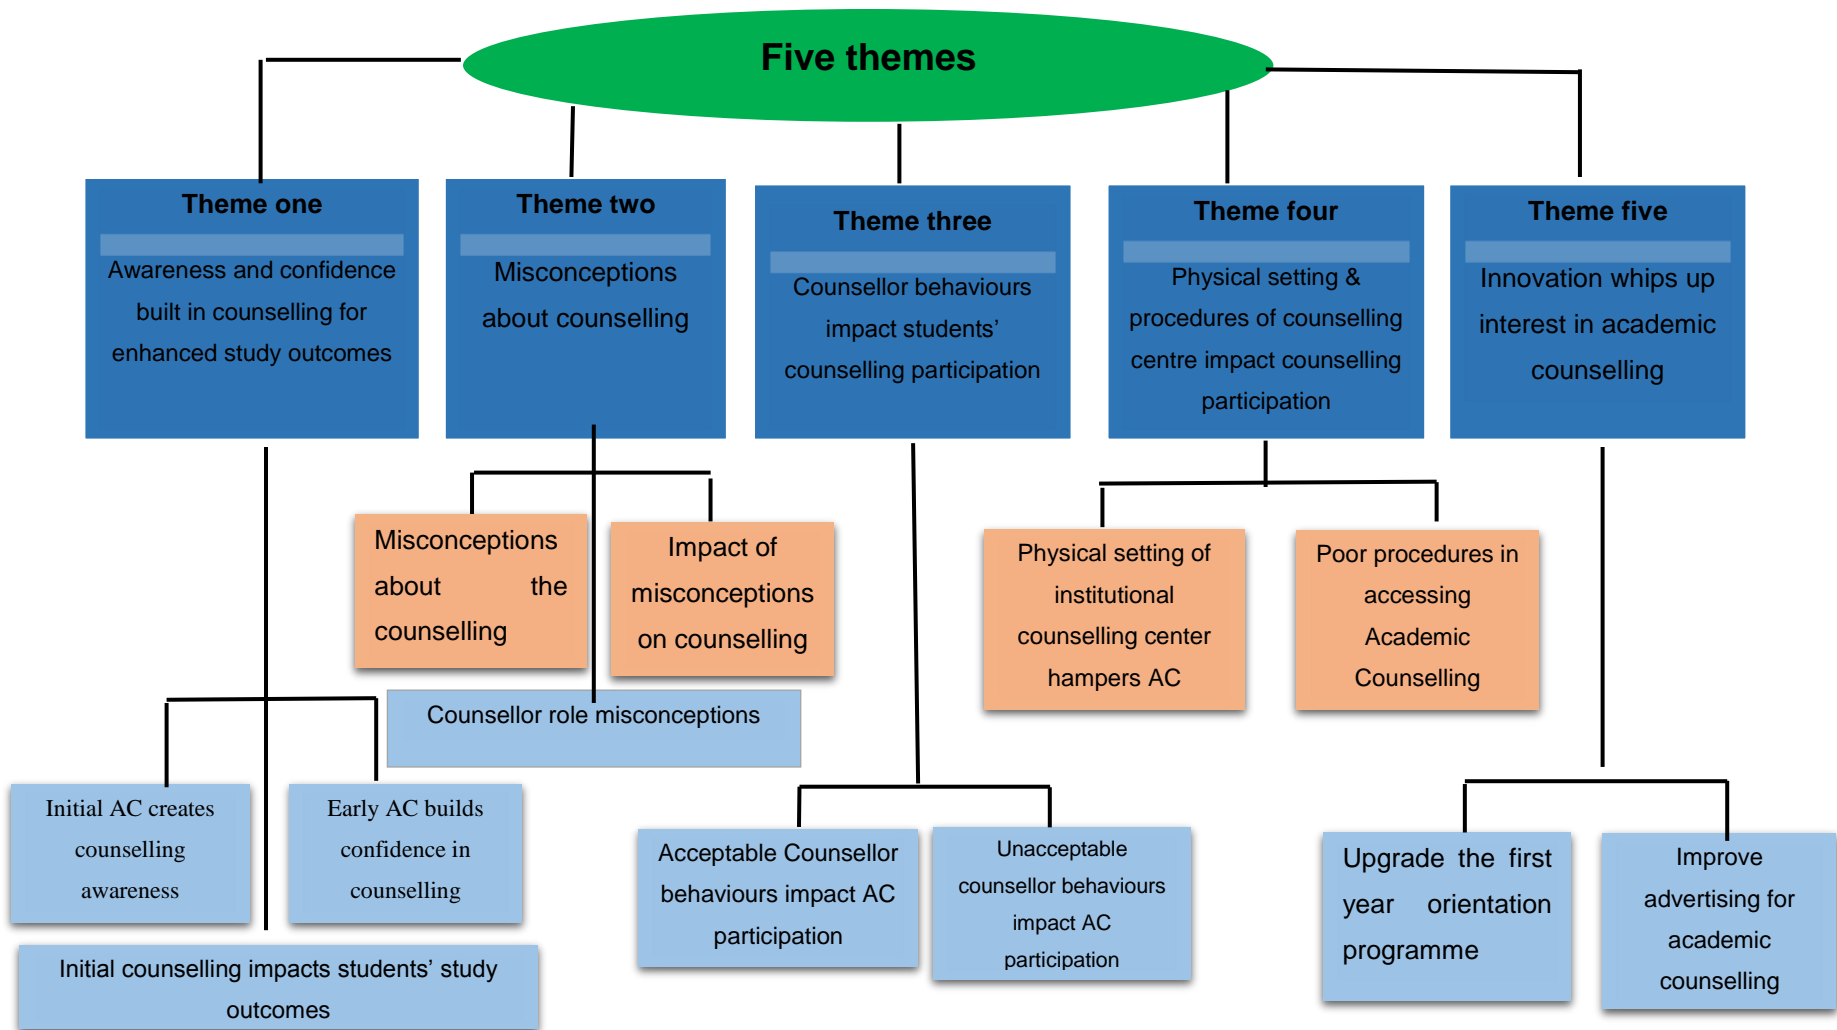 Five themes
Theme one
Awareness and confidence
built in counselling for
enhanced study outcomes
Theme two
Misconceptions
about counselling
Theme three
Counsellor behaviours
impact students’
counselling participation
Theme four
Physical setting &
procedures of counselling
centre impact counselling
participation
Theme five
Innovation whips up
interest in academic
counselling
Misconceptions
about the
counselling
Impact of
misconceptions
on counselling
Counsellor role misconceptions
Physical setting of
institutional
counselling center
hampers AC
Poor procedures in
accessing
Academic
Counselling
Initial AC creates
counselling
awareness
Early AC builds
confidence in
counselling
Initial counselling impacts students’ study
outcomes
Acceptable Counsellor
behaviours impact AC
participation
Unacceptable
counsellor behaviours
impact AC
participation
Upgrade the first
year orientation
programme
Improve
advertising for
academic
counselling